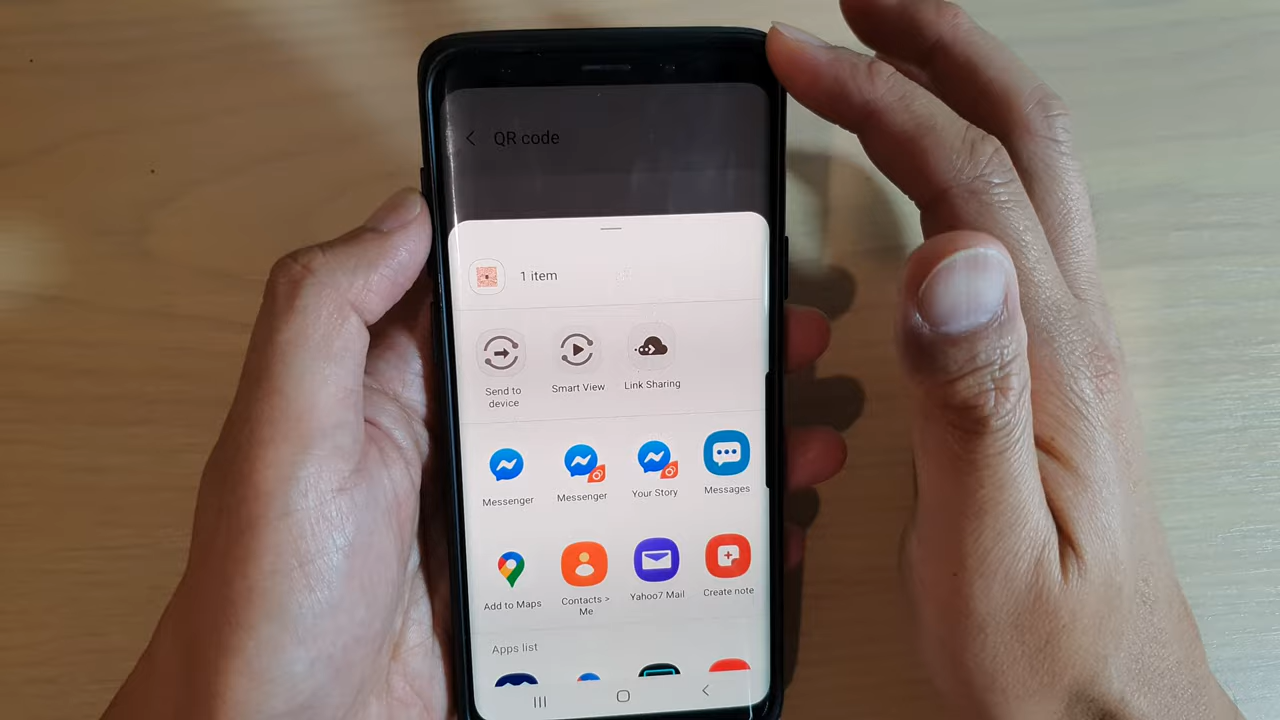 QR code
1 item
Send to
device
Smart View
Link Sharing
Messenger
Messenger
Your Story
Messages
Add to Maps
Contacts >
Me
Yahoo7 Mail
Create note
Apps list